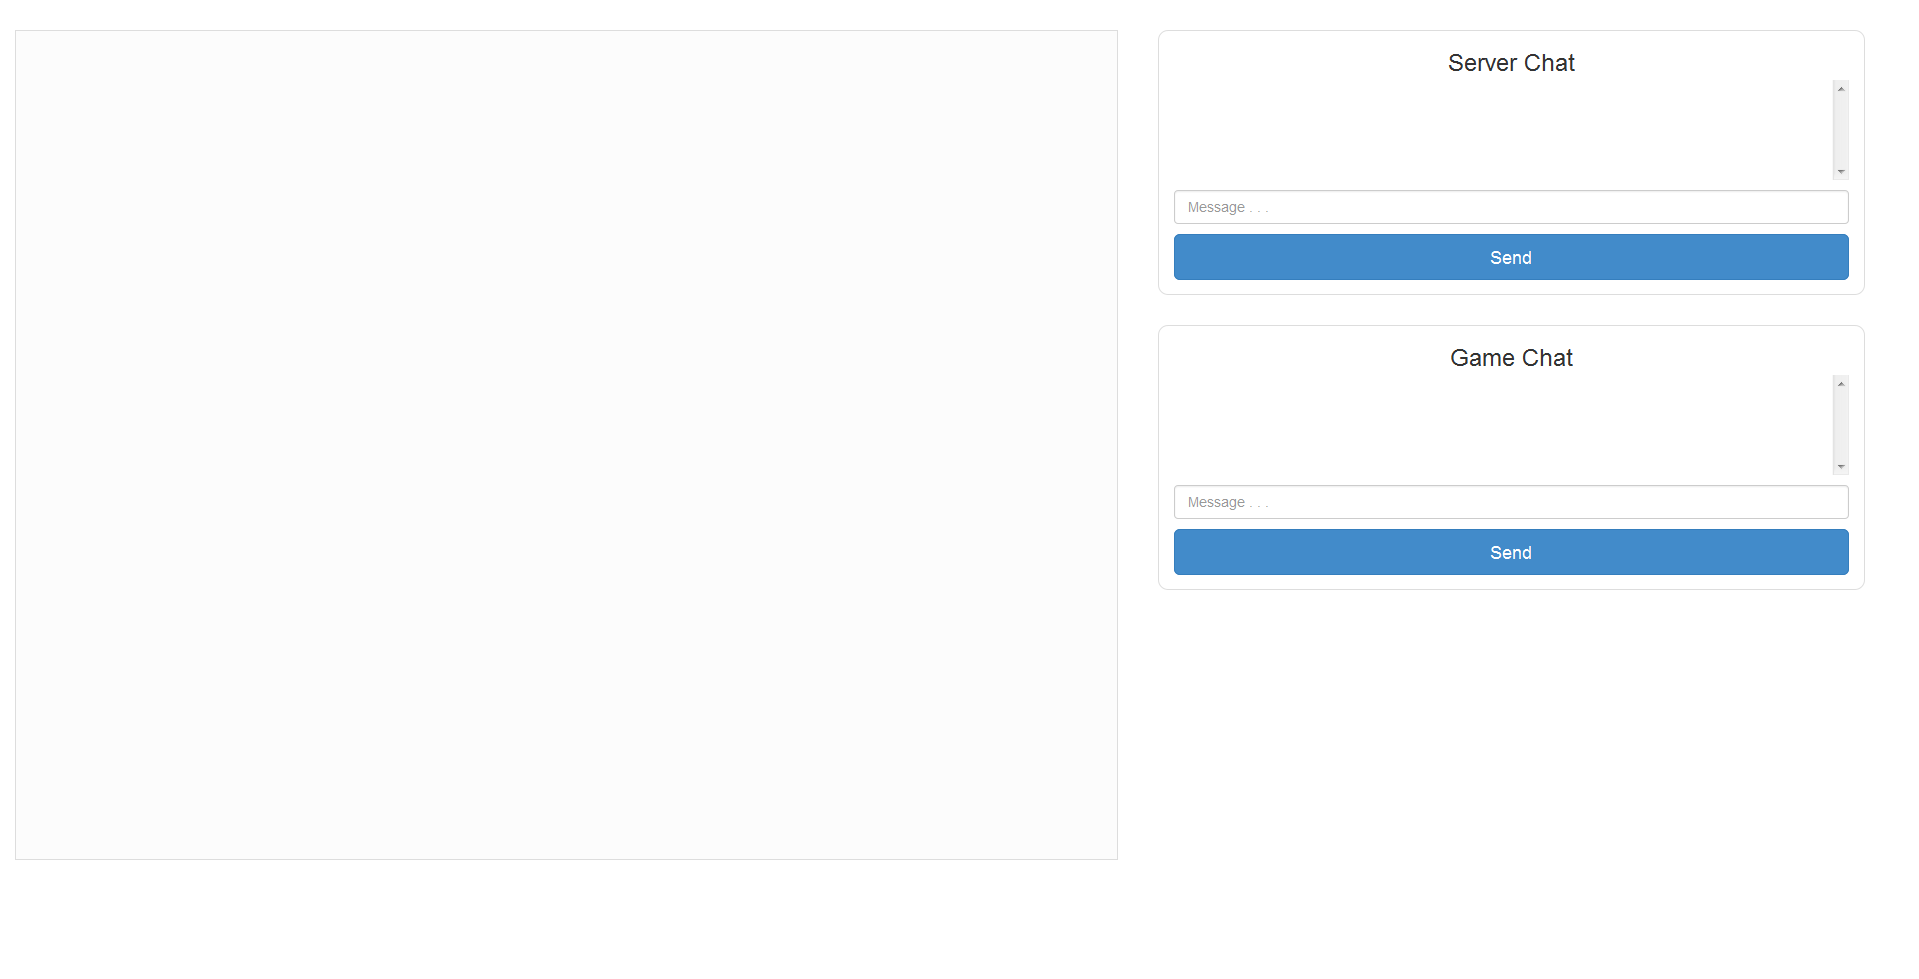 Server Chat
Message . . .
Send
Game Chat
Message . . .
Send